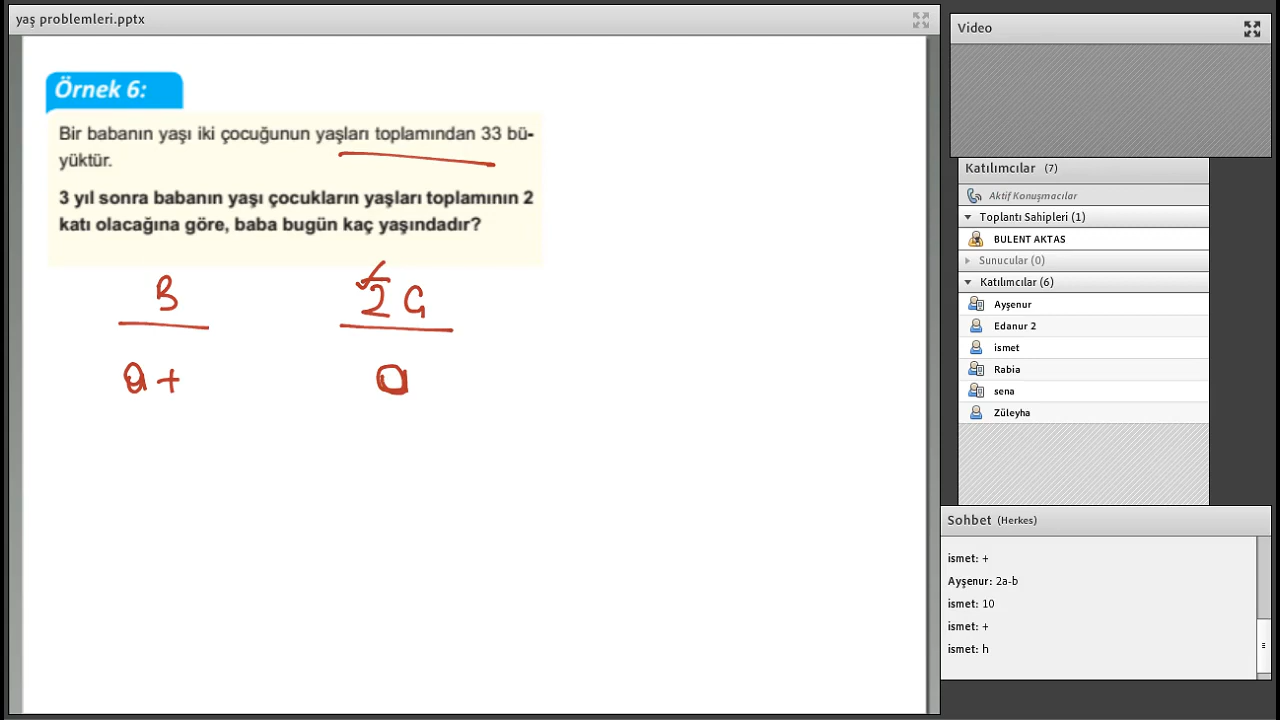 yaş problemleri.pptx
Örnek 6:
Bir babanın yaşı iki çocuğunun yaşları toplamından 33 bü-
yüktür.
3 yıl sonra babanın yaşı çocukların yaşları toplamının 2
katı olacağına göre, baba bugün kaç yaşındadır?
B
2 Ç
a +
a
Video
Katılımcılar (7)
Aktif Konuşmacılar
Toplantı Sahipleri (1)
BULENT AKTAS
Sunucular (0)
Katılımcılar (6)
Ayşenur
Edanur 2
ismet
Rabia
sena
Züleyha
Sohbet (Herkes)
ismet: +
Ayşenur: 2a-b
ismet: 10
ismet: +
ismet: h